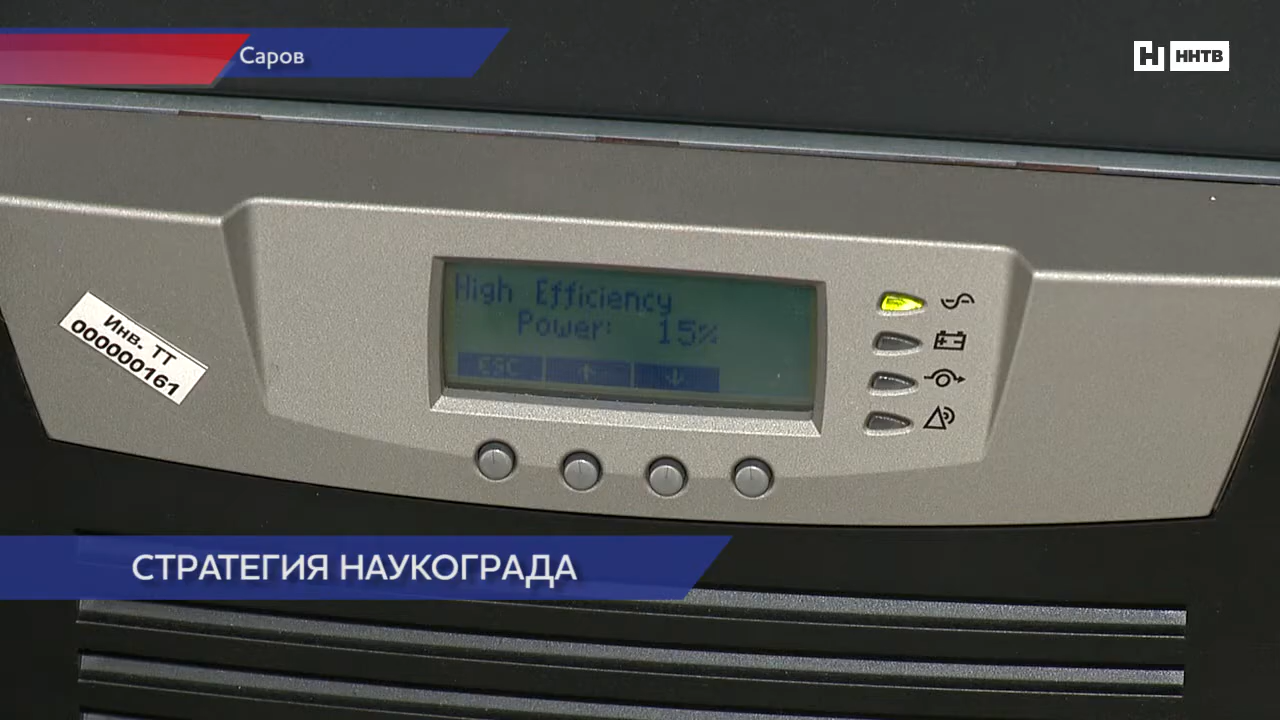 Саров
Н ННТВ
High Efficiency
Power: 15%
ESC ↑ ↓
Инв. ТТ
000000161
СТРАТЕГИЯ НАУКОГРАДА